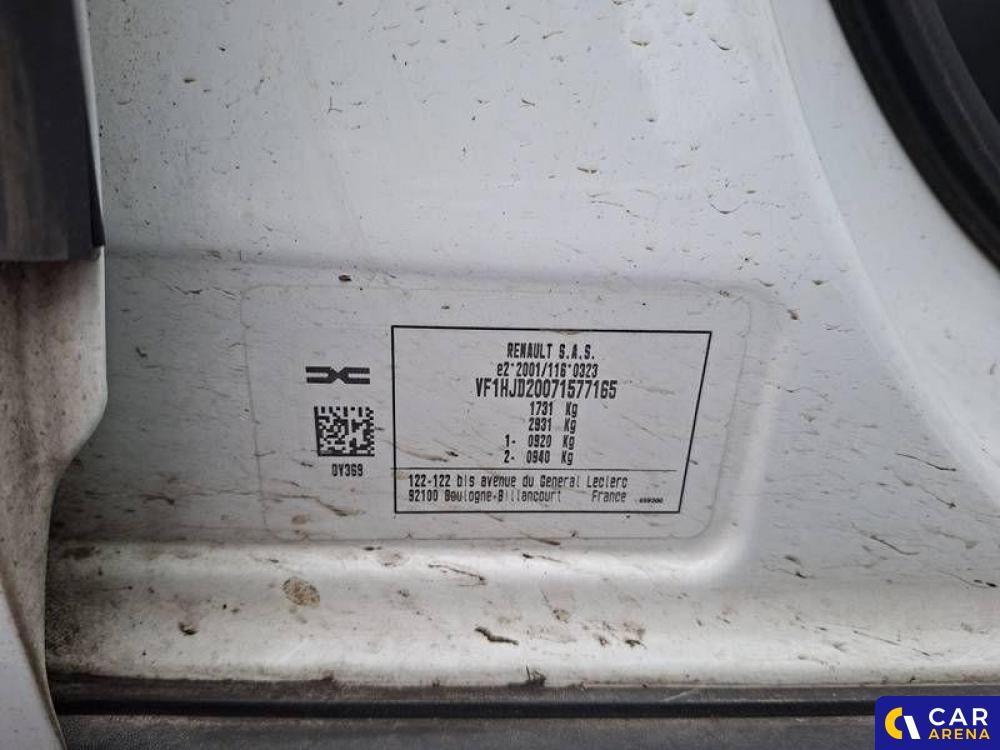 RENAULT S.A.S.
e2*2001/116*0323
VF1HJD20071577165
1731 Kg
2931 Kg
1- 0920 Kg
2- 0940 Kg
DV369
122-122 bis avenue du General Leclerc
92100 Boulogne-Billancourt France
CAR
ARENA